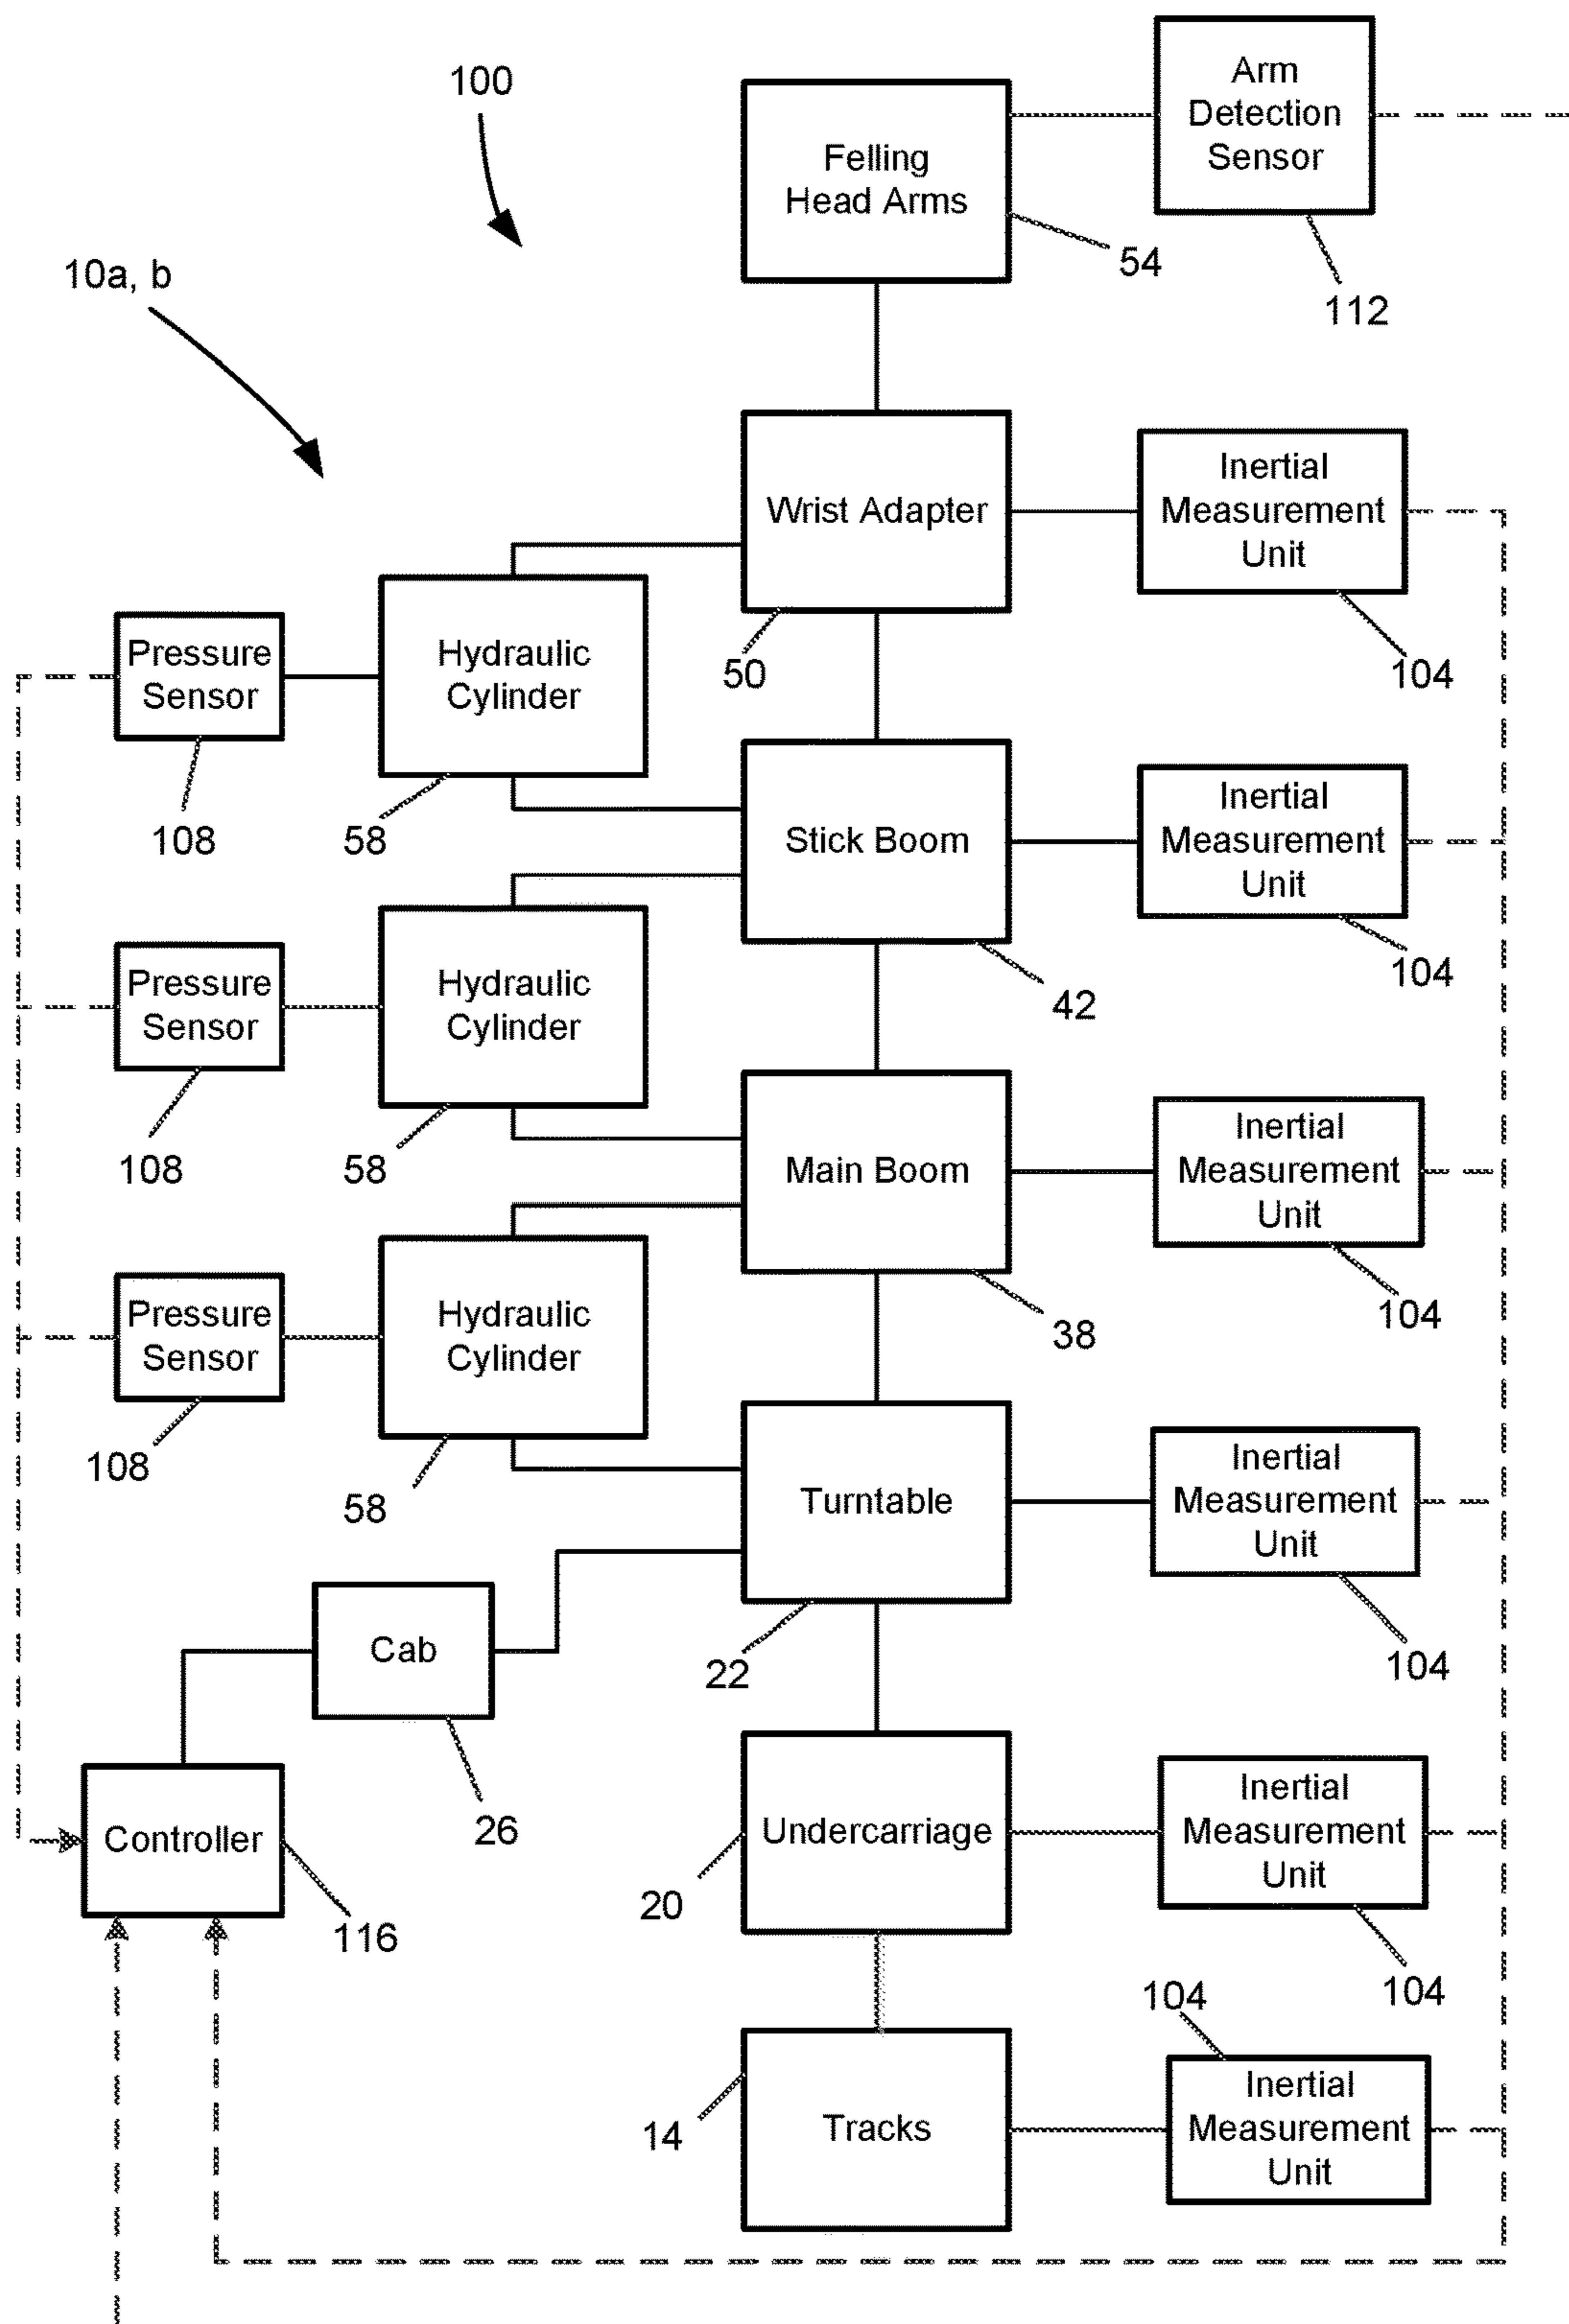 100
10a, b
Felling
Head Arms
54
Arm
Detection
Sensor
112
Wrist Adapter
50
Inertial
Measurement
Unit
104
Pressure
Sensor
108
Hydraulic
Cylinder
58
Stick Boom
42
Inertial
Measurement
Unit
104
Pressure
Sensor
108
Hydraulic
Cylinder
58
Main Boom
38
Inertial
Measurement
Unit
104
Pressure
Sensor
108
Hydraulic
Cylinder
58
Turntable
22
Inertial
Measurement
Unit
104
Cab
26
Controller
116
Undercarriage
20
Inertial
Measurement
Unit
104
Tracks
14
104
Inertial
Measurement
Unit